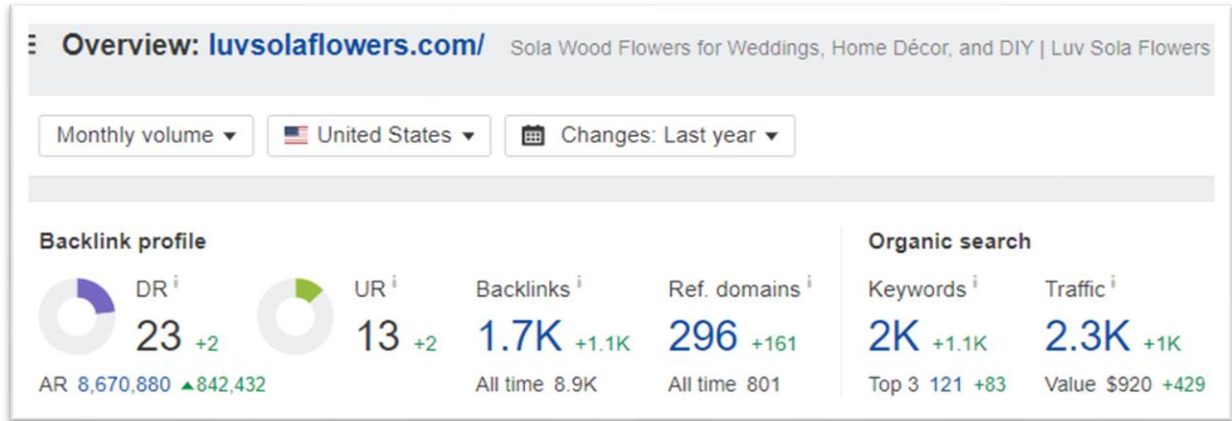 Overview: luvsolaflowers.com/ Sola Wood Flowers for Weddings, Home Décor, and DIY | Luv Sola Flowers
Monthly volume ▼ United States ▼ Changes: Last year ▼
Backlink profile Organic search
DR i UR i Backlinks i Ref. domains i Keywords i Traffic i
23 +2 13 +2 1.7K +1.1K 296 +161 2K +1.1K 2.3K +1K
AR 8,670,880 ▲842,432 All time 8.9K All time 801 Top 3 121 +83 Value $920 +429